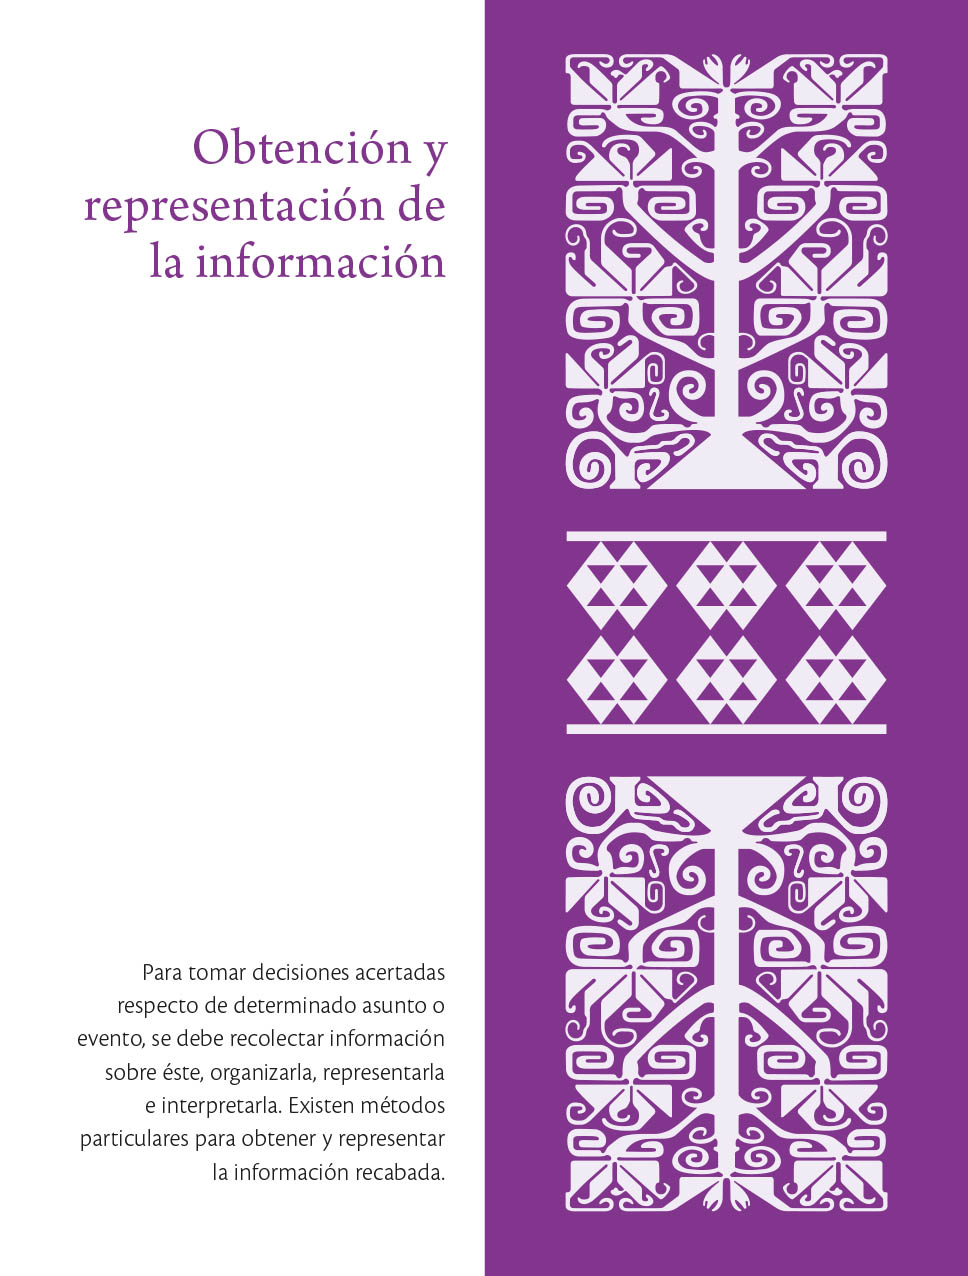 Obtención y
representación de
la información
Para tomar decisiones acertadas
respecto de determinado asunto o
evento, se debe recolectar información
sobre éste, organizarla, representarla
e interpretarla. Existen métodos
particulares para obtener y representar
la información recabada.